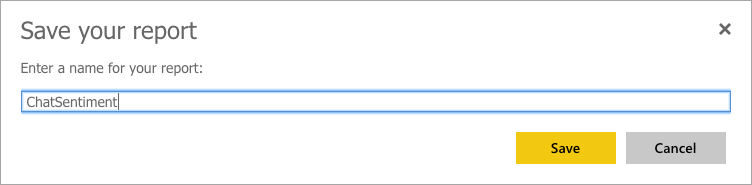 Save your report
Enter a name for your report:
ChatSentiment
Save Cancel